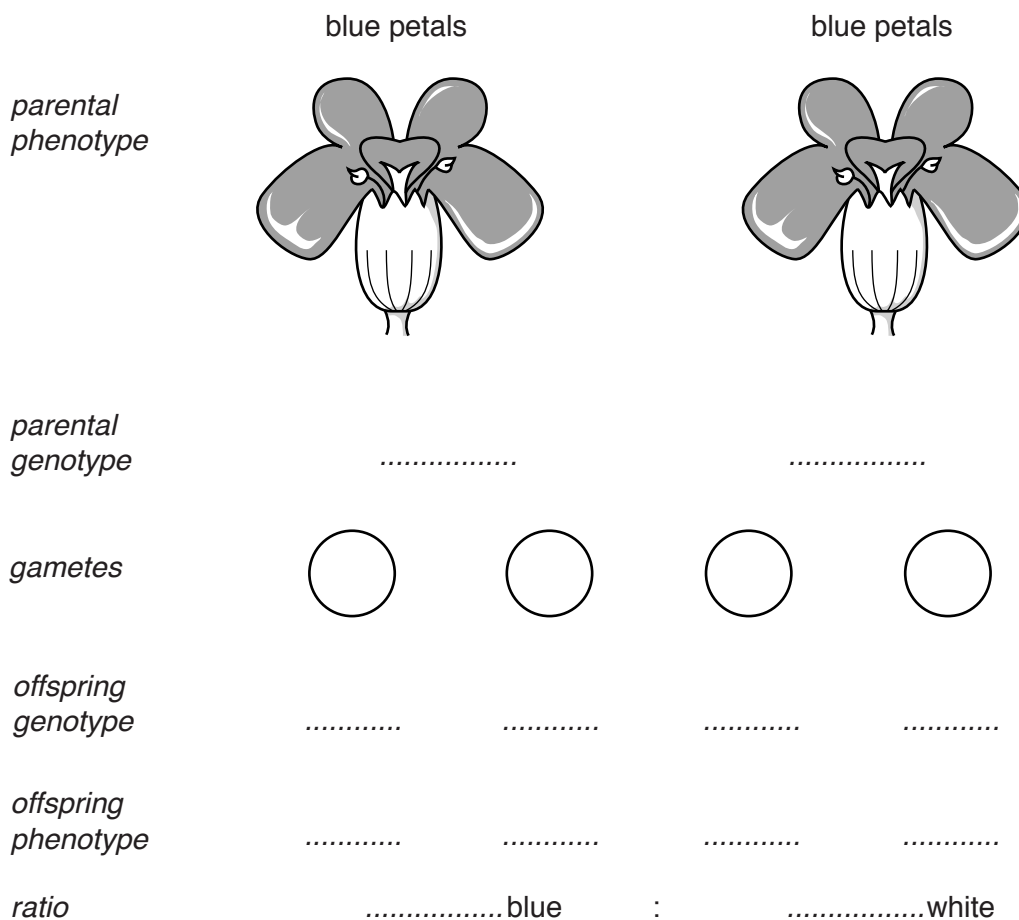 blue petals blue petals
parental
phenotype
parental
genotype ................. .................
gametes
offspring
genotype ............ ............ ............ ............
offspring
phenotype ............ ............ ............ ............
ratio .................blue : .................white